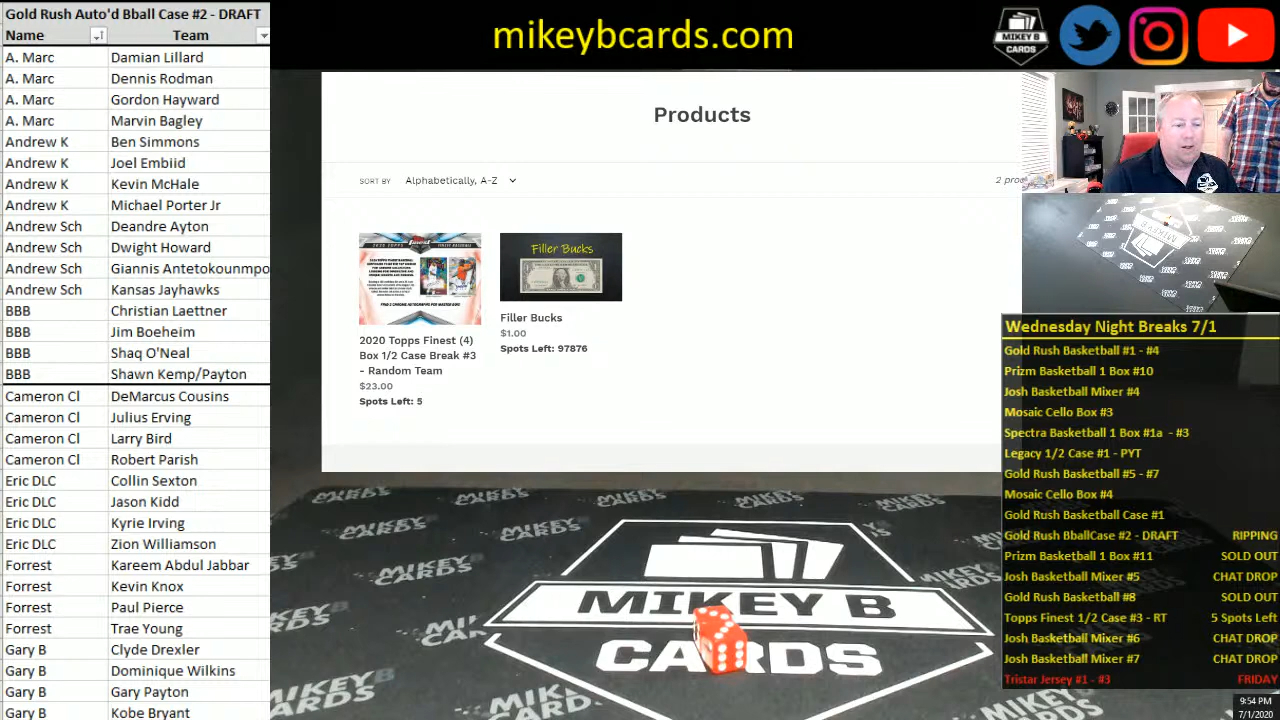 Gold Rush Auto'd Bball Case #2 - DRAFT
Name Team
A. Marc Damian Lillard
A. Marc Dennis Rodman
A. Marc Gordon Hayward
A. Marc Marvin Bagley
Andrew K Ben Simmons
Andrew K Joel Embiid
Andrew K Kevin McHale
Andrew K Michael Porter Jr
Andrew Sch Deandre Ayton
Andrew Sch Dwight Howard
Andrew Sch Giannis Antetokounmpo
Andrew Sch Kansas Jayhawks
BBB Christian Laettner
BBB Jim Boeheim
BBB Shaq O'Neal
BBB Shawn Kemp/Payton
Cameron Cl DeMarcus Cousins
Cameron Cl Julius Erving
Cameron Cl Larry Bird
Cameron Cl Robert Parish
Eric DLC Collin Sexton
Eric DLC Jason Kidd
Eric DLC Kyrie Irving
Eric DLC Zion Williamson
Forrest Kareem Abdul Jabbar
Forrest Kevin Knox
Forrest Paul Pierce
Forrest Trae Young
Gary B Clyde Drexler
Gary B Dominique Wilkins
Gary B Gary Payton
Gary B Kobe Bryant
mikeybcards.com
MIKEY B
CARDS
Products
SORT BY Alphabetically, A-Z
2 prod
Filler Bucks
2020 Topps Finest (4)
Box 1/2 Case Break #3
- Random Team
$23.00
Spots Left: 5
Filler Bucks
$1.00
Spots Left: 97876
MIKEY B
CARDS
Wednesday Night Breaks 7/1
Gold Rush Basketball #1 - #4
Prizm Basketball 1 Box #10
Josh Basketball Mixer #4
Mosaic Cello Box #3
Spectra Basketball 1 Box #1a - #3
Legacy 1/2 Case #1 - PYT
Gold Rush Basketball #5 - #7
Mosaic Cello Box #4
Gold Rush Basketball Case #1
Gold Rush BballCase #2 - DRAFT RIPPING
Prizm Basketball 1 Box #11 SOLD OUT
Josh Basketball Mixer #5 CHAT DROP
Gold Rush Basketball #8 SOLD OUT
Topps Finest 1/2 Case #3 - RT 5 Spots Left
Josh Basketball Mixer #6 CHAT DROP
Josh Basketball Mixer #7 CHAT DROP
Tristar Jersey #1 - #3 FRIDAY
9:54 PM
7/1/2020